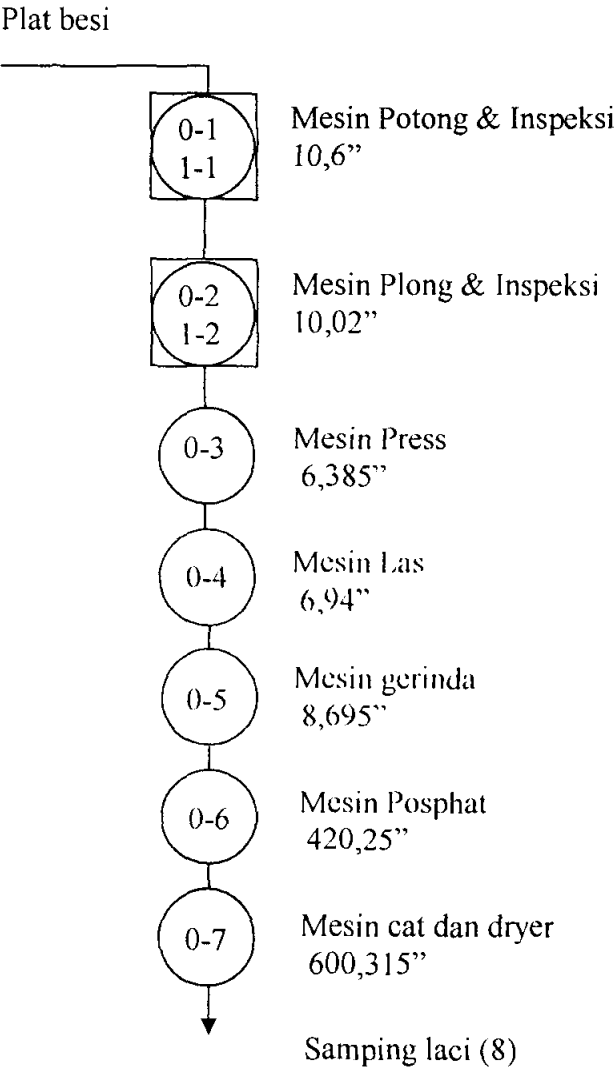 Plat besi
0-1
1-1
Mesin Potong & Inspeksi
10,6”
0-2
1-2
Mesin Plong & Inspeksi
10,02”
0-3
Mesin Press
6,385”
0-4
Mesin Las
6,94”
0-5
Mesin gerinda
8,695”
0-6
Mesin Posphat
420,25”
0-7
Mesin cat dan dryer
600,315”
Samping laci (8)